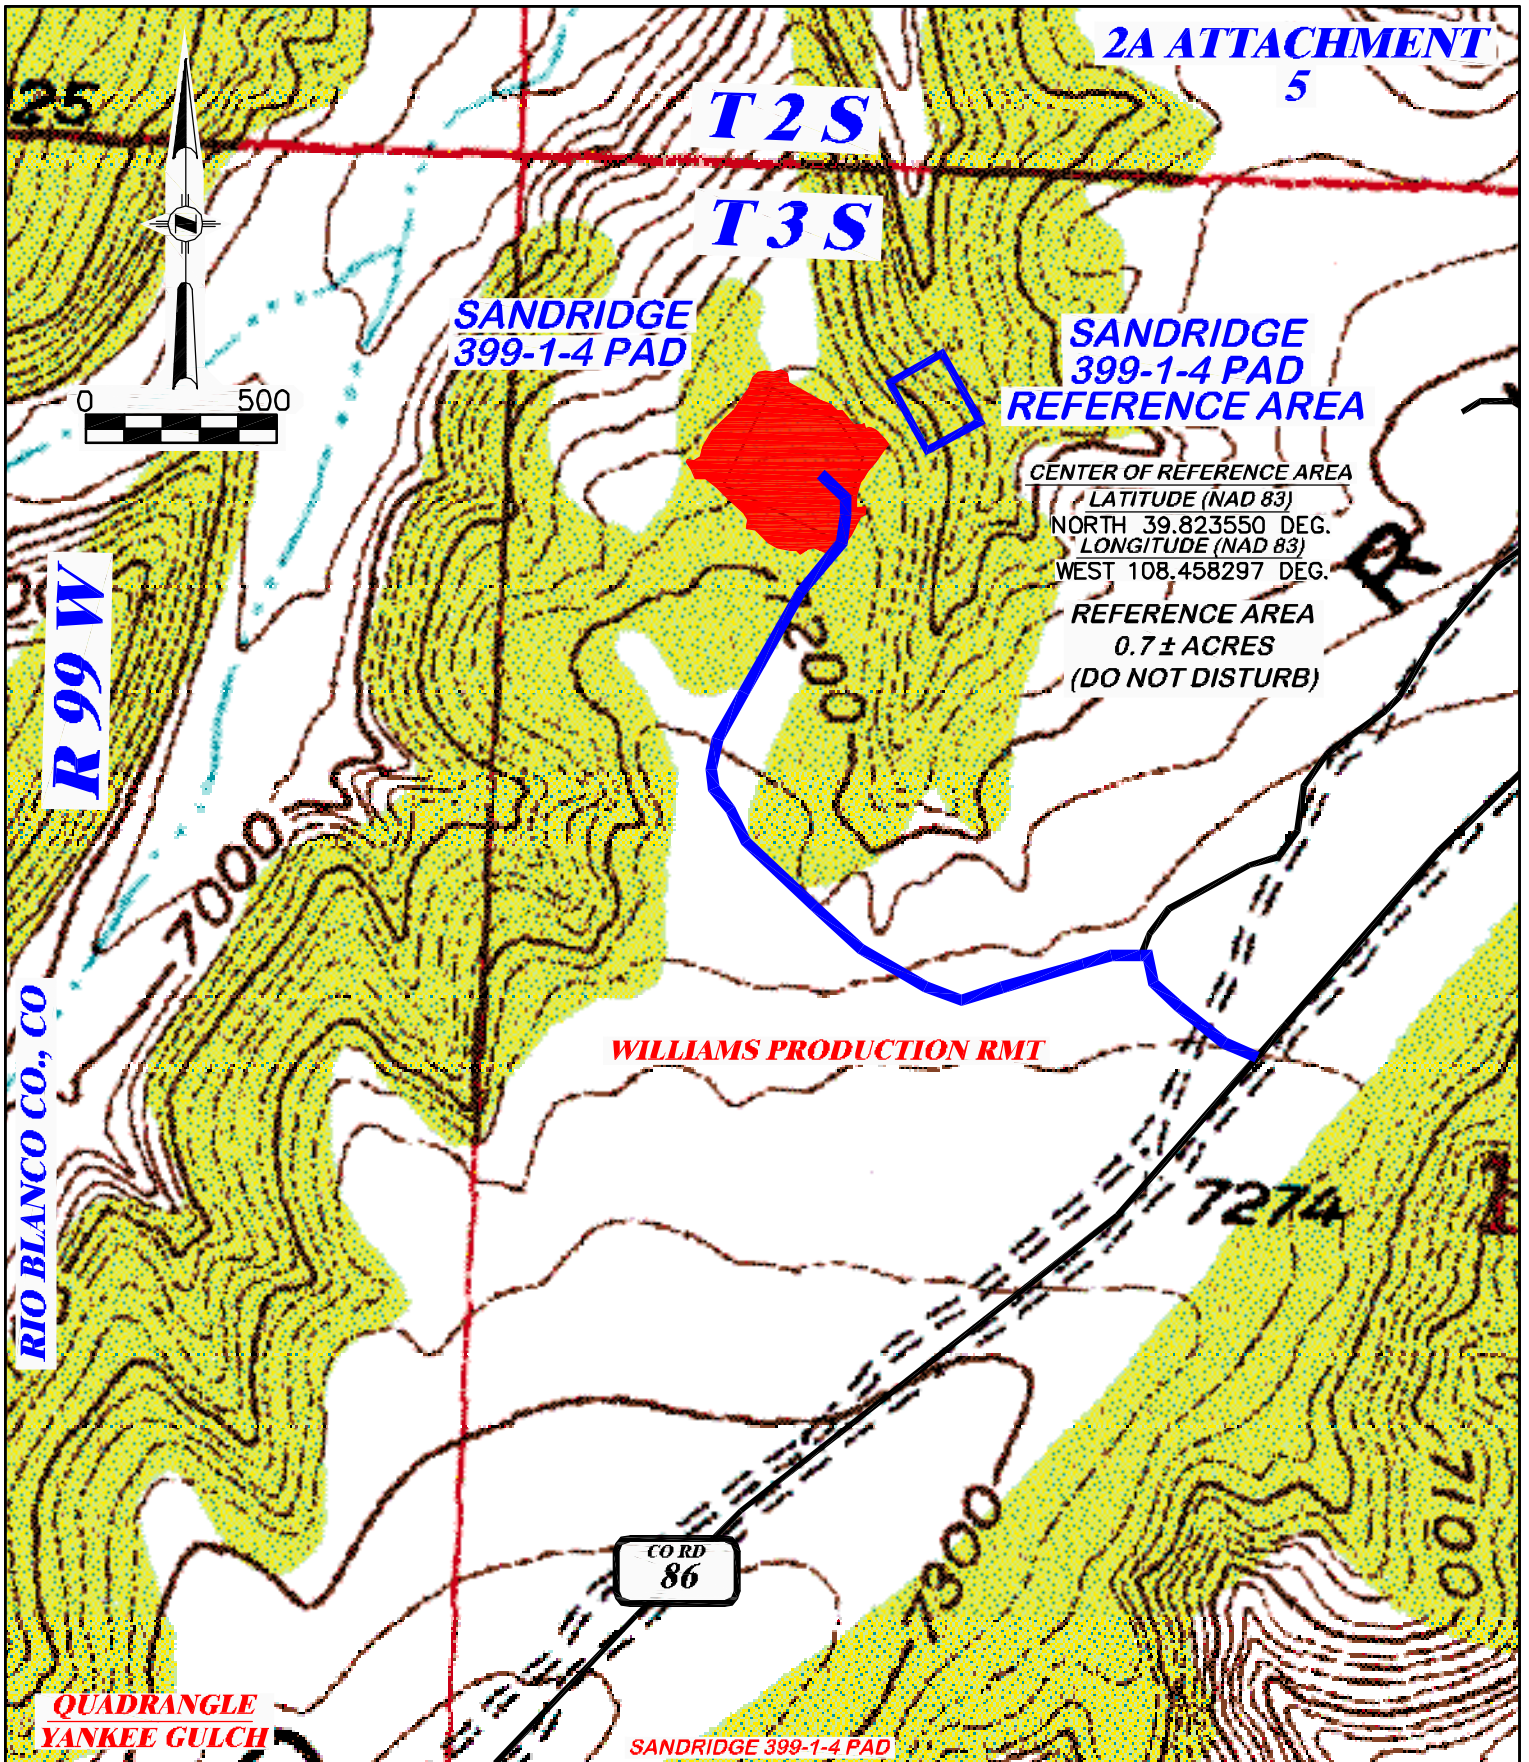 2A ATTACHMENT
5
25
T 2 S
T 3 S
SANDRIDGE
399-1-4 PAD
SANDRIDGE
399-1-4 PAD
REFERENCE AREA
0 500
CENTER OF REFERENCE AREA
LATITUDE (NAD 83)
NORTH 39.823550 DEG.
LONGITUDE (NAD 83)
WEST 108.458297 DEG.
R
REFERENCE AREA
0.7 ± ACRES
(DO NOT DISTURB)
R 99 W
7200
7000
RIO BLANCO CO., CO
WILLIAMS PRODUCTION RMT
7274
7100
7300
CO RD
86
QUADRANGLE
YANKEE GULCH
SANDRIDGE 399-1-4 PAD